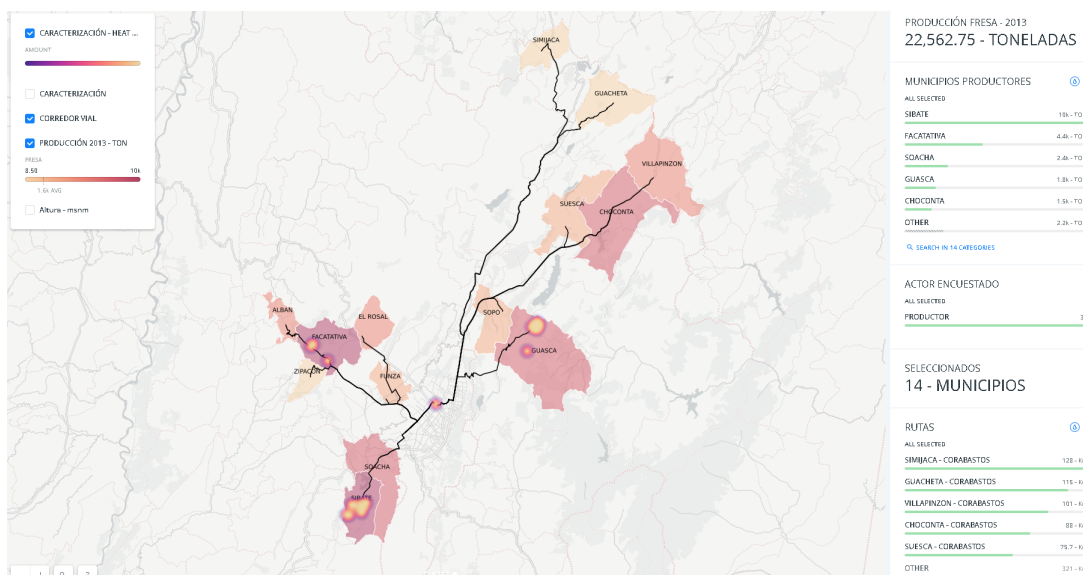 CARACTERIZACIÓN - HEAT ...
AMOUNT
CARACTERIZACIÓN
CORREDOR VIAL
PRODUCCIÓN 2013 - TON
FRESA
8.50 10k
1.6k AVG
Altura - msnm
SIMIJACA
GUACHETA
VILLAPINZON
SUESCA
CHOCONTA
SOPO
GUASCA
ALBAN
EL ROSAL
FACATATIVA
ZIPACON
FUNZA
SOACHA
SIBATE
PRODUCCIÓN FRESA - 2013
22,562.75 - TONELADAS
MUNICIPIOS PRODUCTORES
ALL SELECTED
SIBATE 10k - TO
FACATATIVA 4.4k - TO
SOACHA 2.4k - TO
GUASCA 1.8k - TO
CHOCONTA 1.5k - TO
OTHER 2.2k - TO
SEARCH IN 14 CATEGORIES
ACTOR ENCUESTADO
ALL SELECTED
PRODUCTOR 3
SELECCIONADOS
14 - MUNICIPIOS
RUTAS
ALL SELECTED
SIMIJACA - CORABASTOS 128 - K
GUACHETA - CORABASTOS 115 - K
VILLAPINZON - CORABASTOS 101 - K
CHOCONTA - CORABASTOS 88 - K
SUESCA - CORABASTOS 75.7 - K
OTHER 321 - K